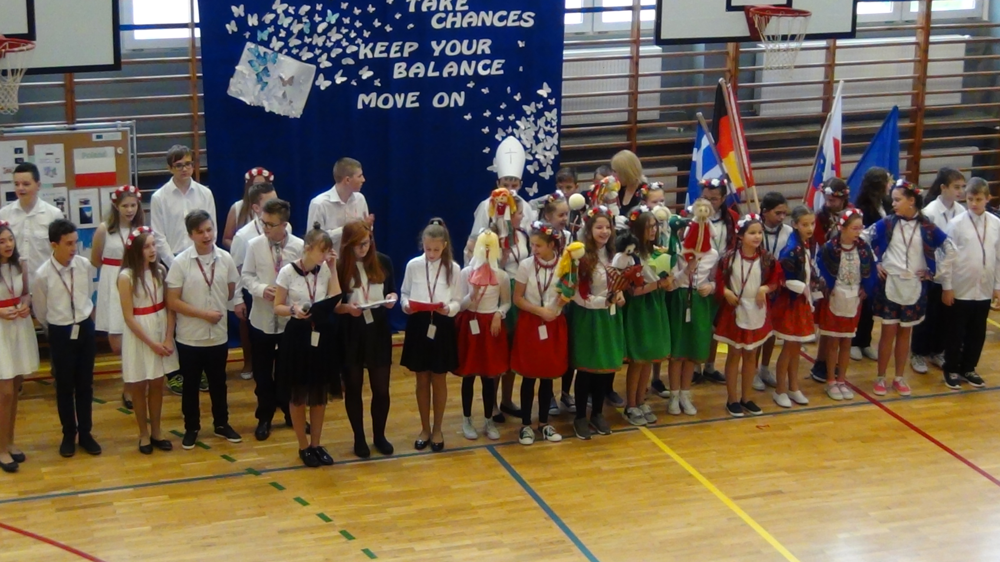 TAKE
CHANCES
KEEP YOUR
BALANCE
MOVE ON
Poland